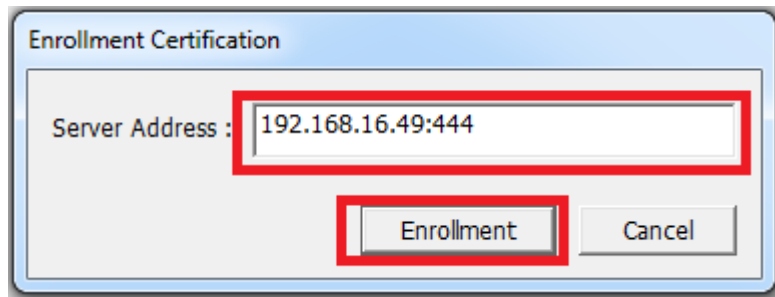 Enrollment Certification
Server Address : 192.168.16.49:444
Enrollment Cancel